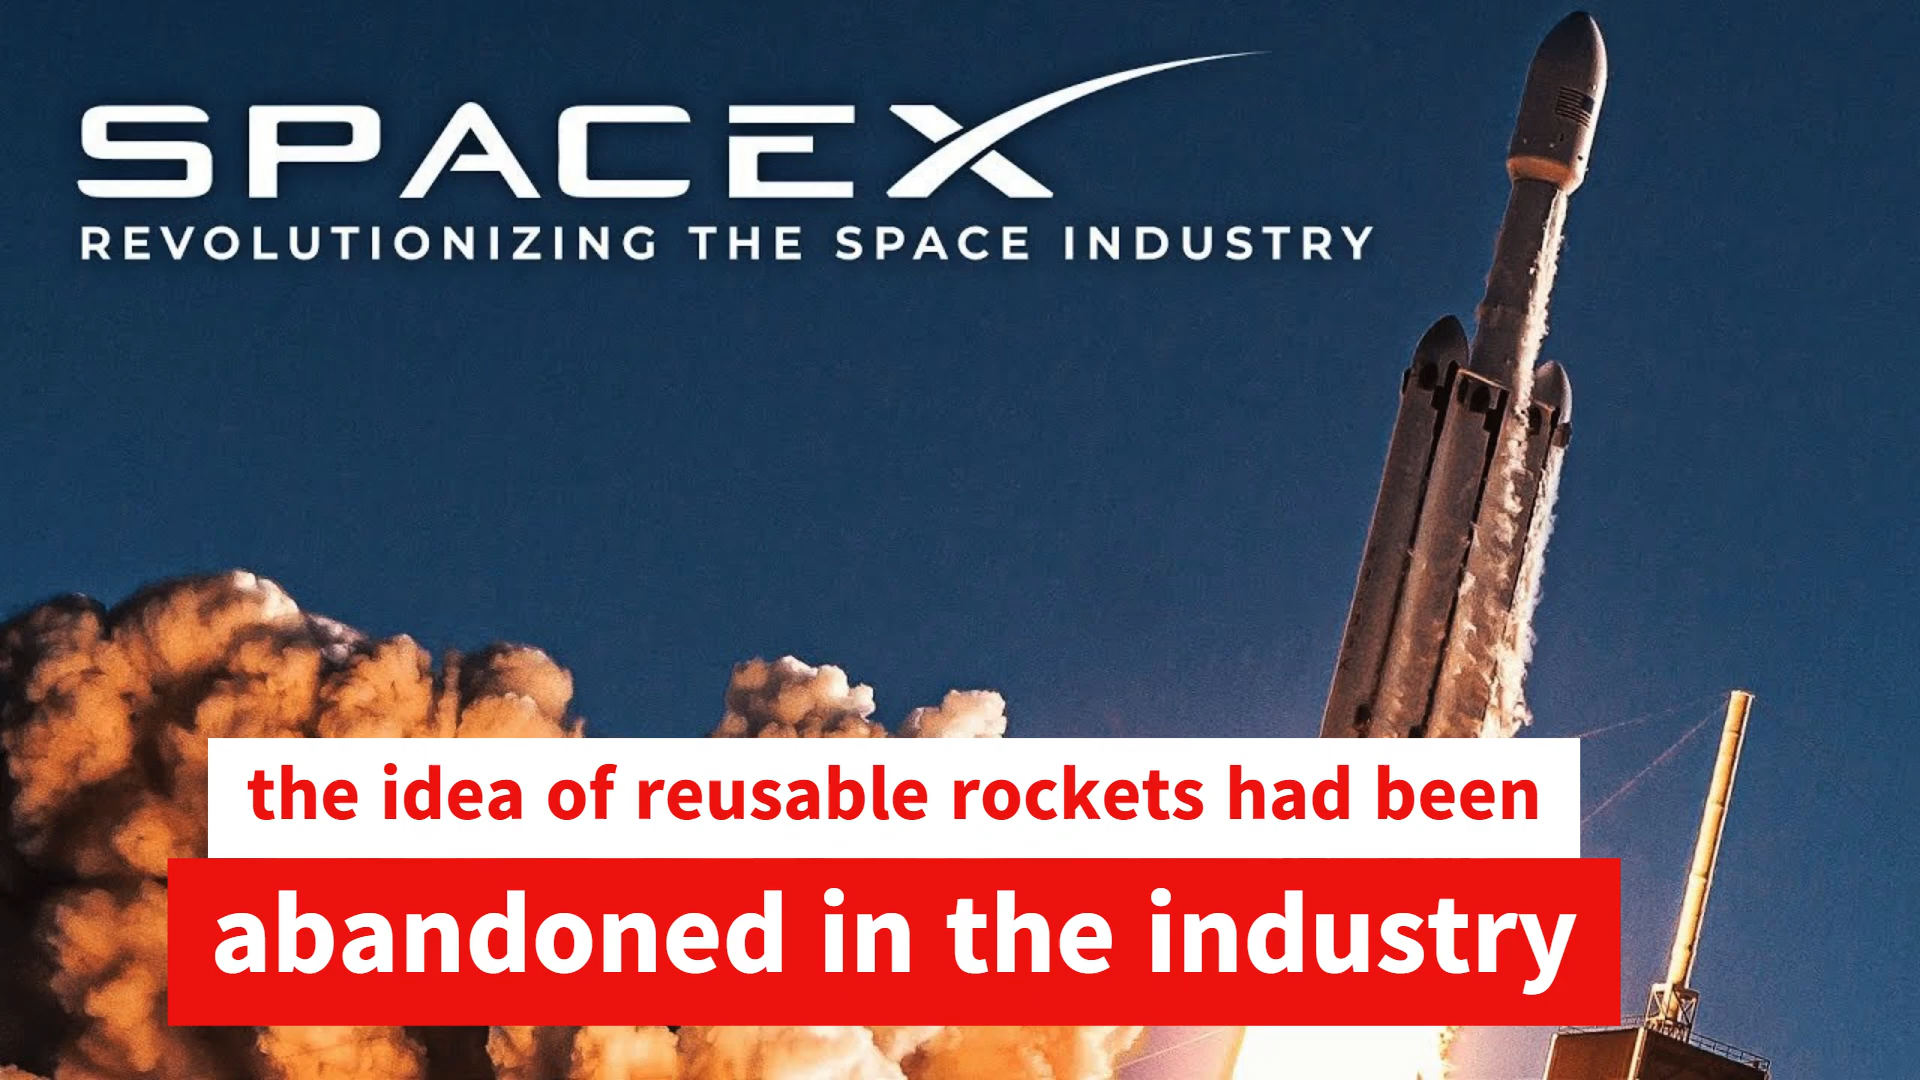 SPACEX
REVOLUTIONIZING THE SPACE INDUSTRY
the idea of reusable rockets had been
abandoned in the industry